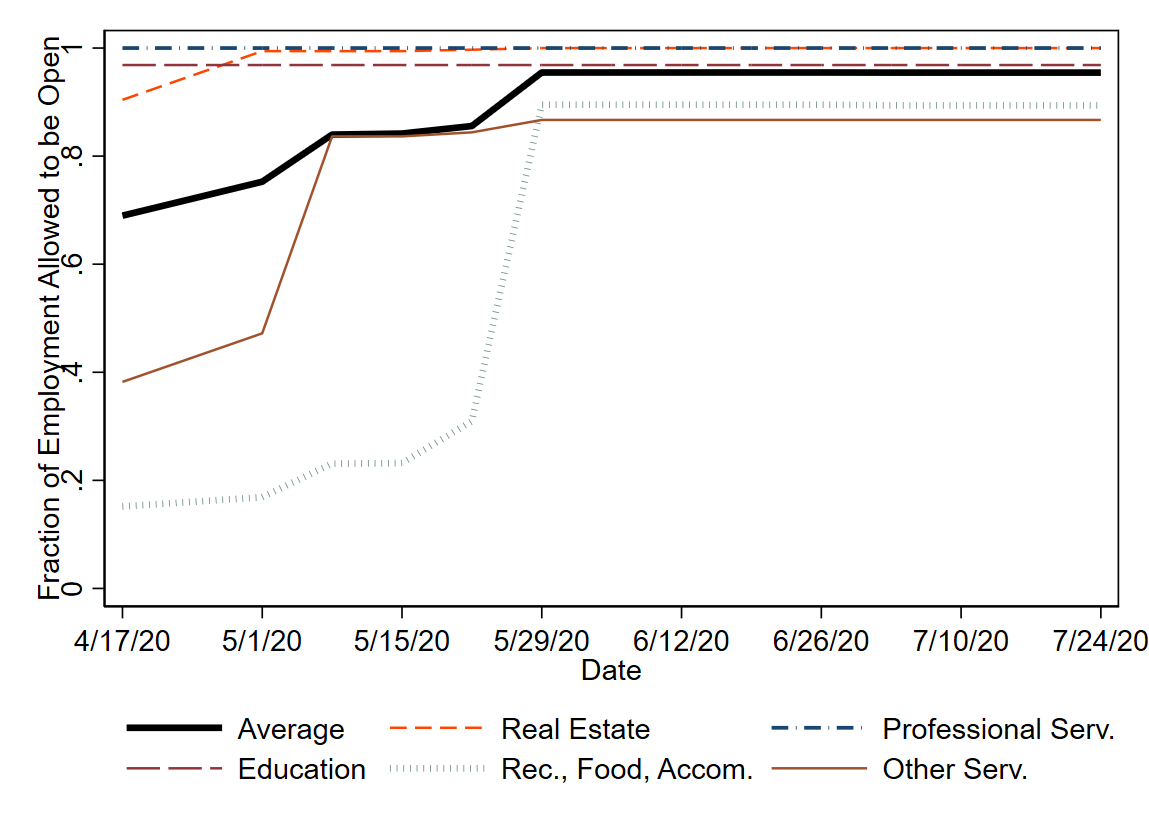 Fraction of Employment Allowed to be Open
1
.8
.6
.4
.2
0
4/17/20 5/1/20 5/15/20 5/29/20 6/12/20 6/26/20 7/10/20 7/24/20
Date
Average Real Estate Professional Serv.
Education Rec., Food, Accom. Other Serv.